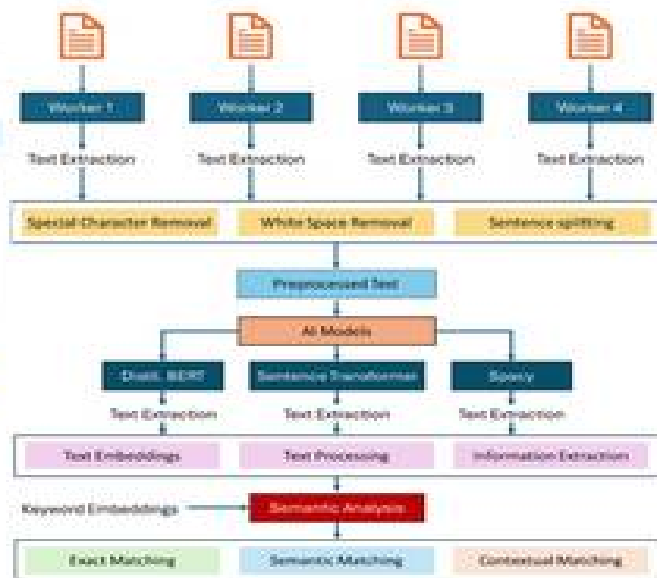 Worker 1
Worker 2
Worker 3
Worker 4
Text Extraction
Text Extraction
Text Extraction
Text Extraction
Special Character Removal
White Space Removal
Sentence splitting
Preprocessed Text
AI Models
Distil. BERT
Sentence Transformer
Spacy
Text Extraction
Text Extraction
Text Extraction
Text Embeddings
Text Processing
Information Extraction
Keyword Embeddings
Semantic Analysis
Exact Matching
Semantic Matching
Contextual Matching